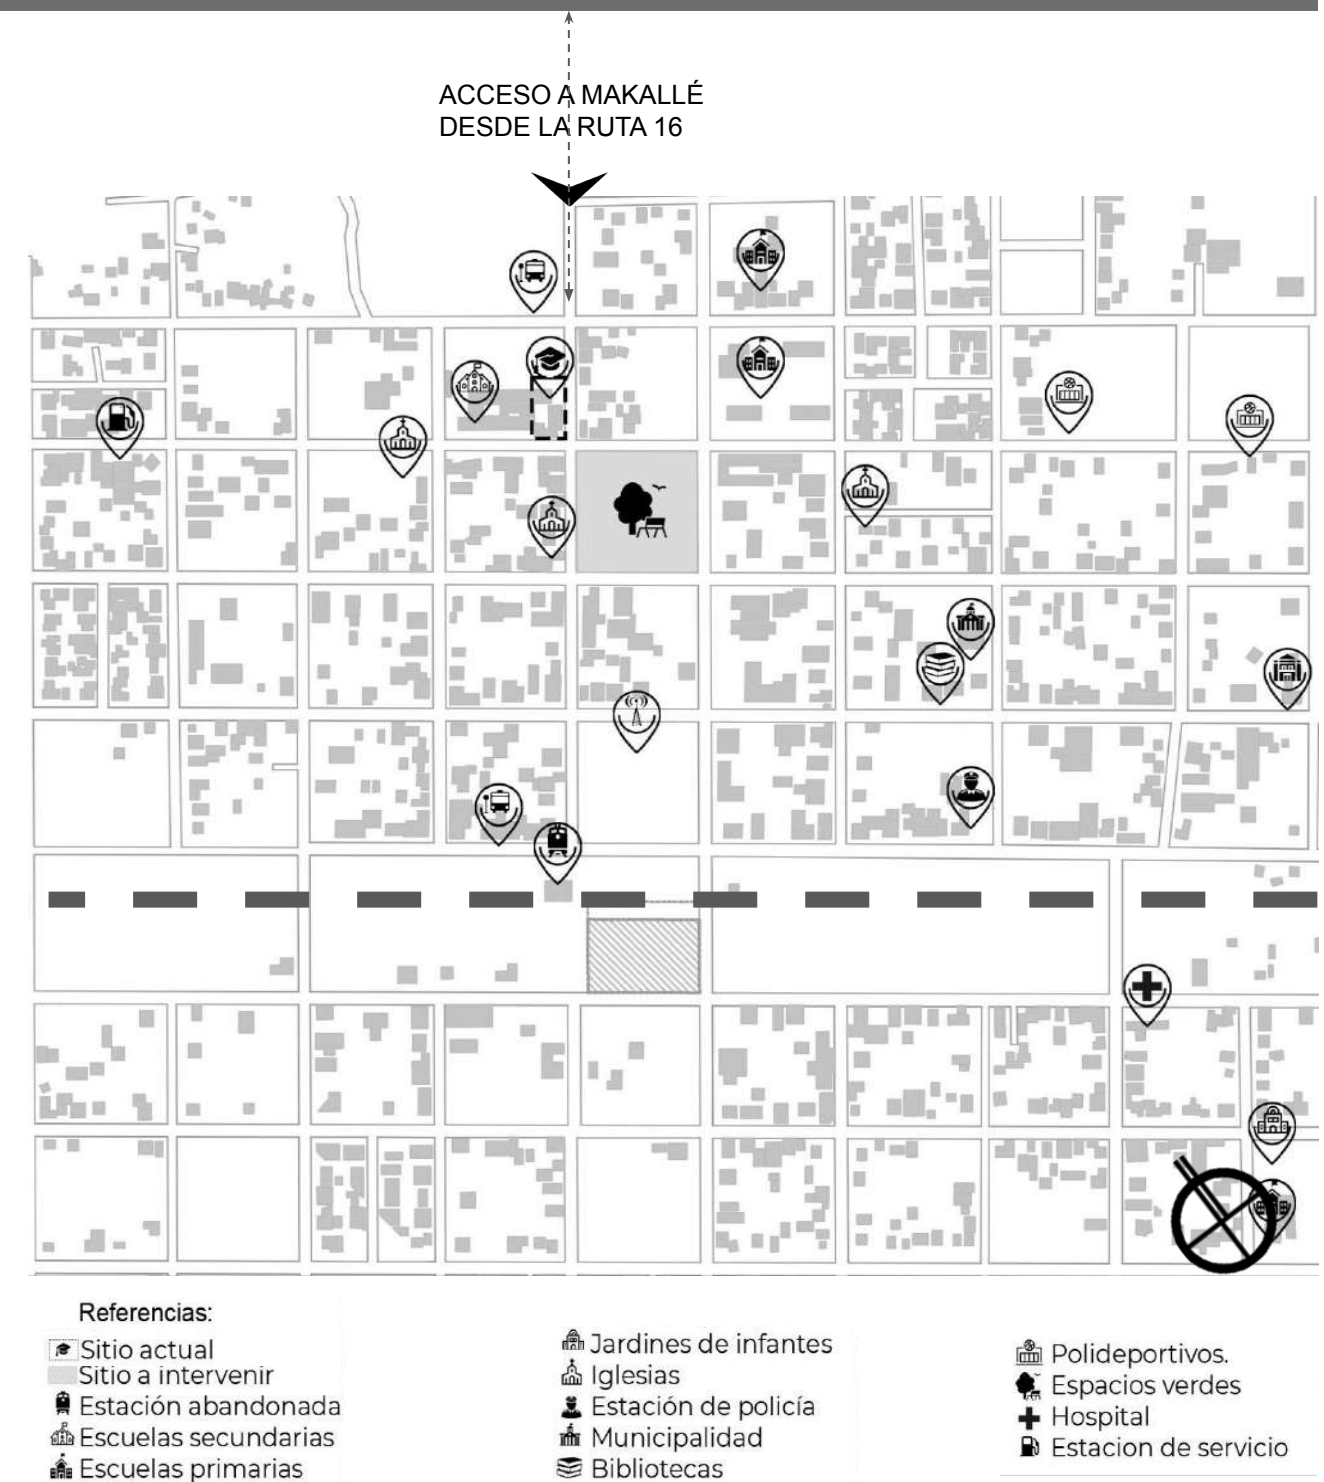 ACCESO A MAKALLÉ
DESDE LA RUTA 16
Referencias:
Sitio actual
Sitio a intervenir
Estación abandonada
Escuelas secundarias
Escuelas primarias
Jardines de infantes
Iglesias
Estación de policía
Municipalidad
Bibliotecas
Polideportivos.
Espacios verdes
Hospital
Estacion de servicio